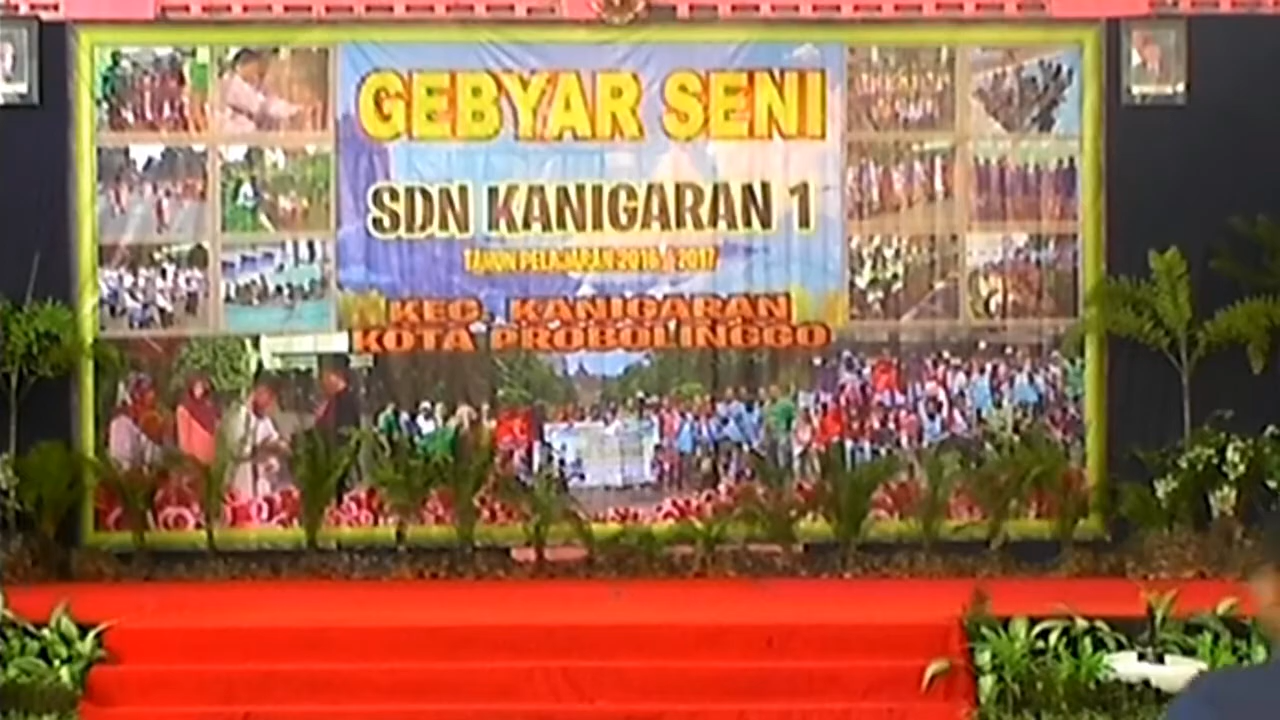 GEBYAR SENI
SDN KANIGARAN 1
TAHUN PELAJARAN 2016 / 2017
KEC. KANIGARAN
KOTA PROBOLINGGO